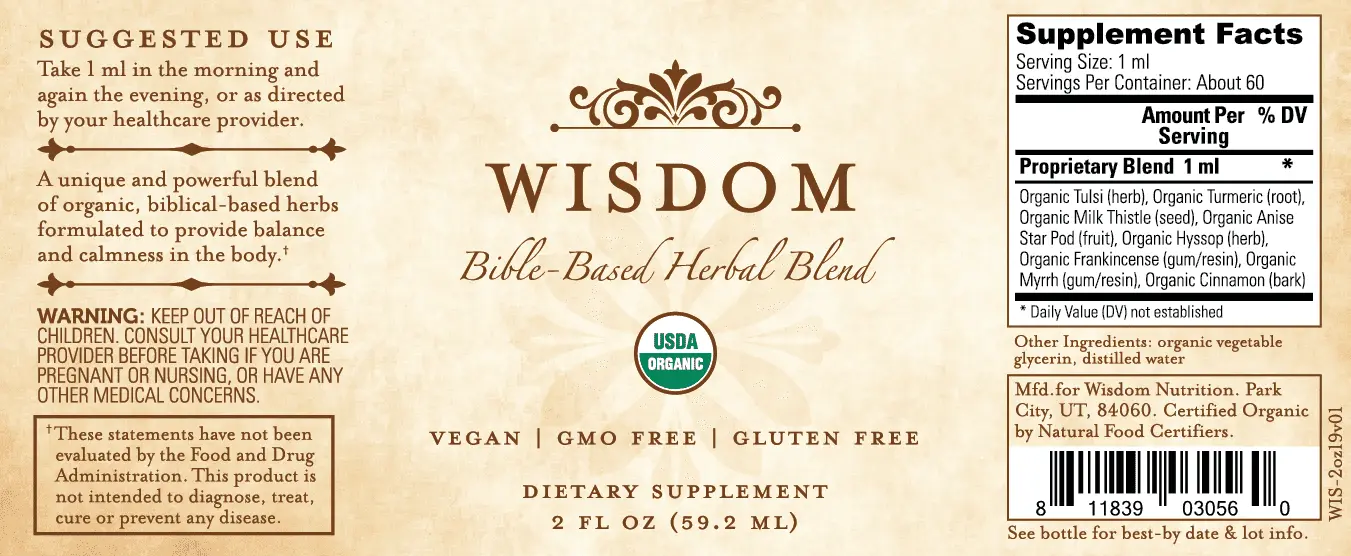 SUGGESTED USE
Take 1 ml in the morning and
again the evening, or as directed
by your healthcare provider.
A unique and powerful blend
of organic, biblical-based herbs
formulated to provide balance
and calmness in the body.†
WARNING: KEEP OUT OF REACH OF
CHILDREN. CONSULT YOUR HEALTHCARE
PROVIDER BEFORE TAKING IF YOU ARE
PREGNANT OR NURSING, OR HAVE ANY
OTHER MEDICAL CONCERNS.
†These statements have not been
evaluated by the Food and Drug
Administration. This product is
not intended to diagnose, treat,
cure or prevent any disease.
WISDOM
Bible-Based Herbal Blend
USDA
ORGANIC
VEGAN | GMO FREE | GLUTEN FREE
DIETARY SUPPLEMENT
2 FL OZ (59.2 ML)
Supplement Facts
Serving Size: 1 ml
Servings Per Container: About 60
Amount Per % DV
Serving
Proprietary Blend 1 ml *
Organic Tulsi (herb), Organic Turmeric (root),
Organic Milk Thistle (seed), Organic Anise
Star Pod (fruit), Organic Hyssop (herb),
Organic Frankincense (gum/resin), Organic
Myrrh (gum/resin), Organic Cinnamon (bark)
* Daily Value (DV) not established
Other Ingredients: organic vegetable
glycerin, distilled water
Mfd.for Wisdom Nutrition. Park
City, UT, 84060. Certified Organic
by Natural Food Certifiers.
8 11839 03056 0
See bottle for best-by date & lot info.
WIS-2oz19v01